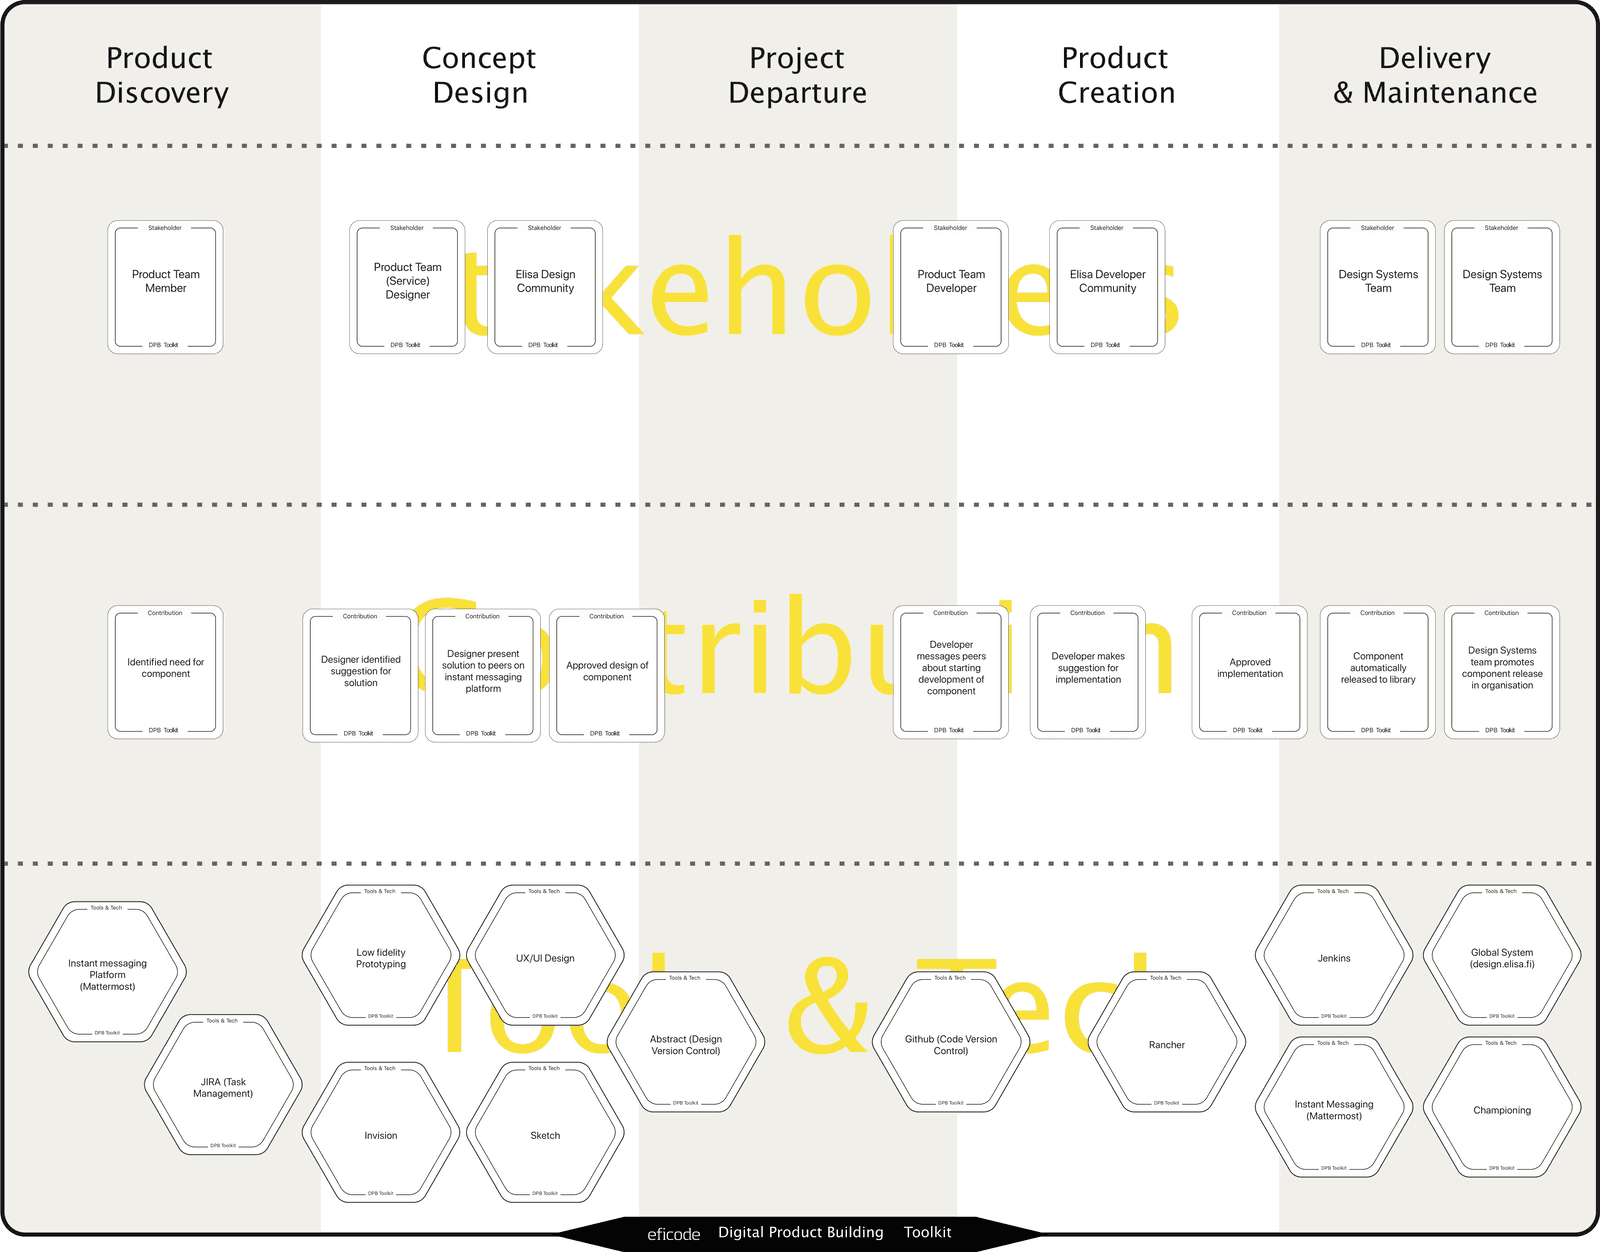 Product
Discovery
Concept
Design
Project
Departure
Product
Creation
Delivery
& Maintenance
Stakeholder
Product Team
Member
DPB Toolkit
Stakeholder
Product Team
(Service)
Designer
DPB Toolkit
Stakeholder
Elisa Design
Community
DPB Toolkit
Stakeholder
Product Team
Developer
DPB Toolkit
Stakeholder
Elisa Developer
Community
DPB Toolkit
Stakeholder
Design Systems
Team
DPB Toolkit
Stakeholder
Design Systems
Team
DPB Toolkit
Contribution
Identified need for
component
DPB Toolkit
Contribution
Designer identified
suggestion for
solution
DPB Toolkit
Contribution
Designer present
solution to peers on
instant messaging
platform
DPB Toolkit
Contribution
Approved design of
component
DPB Toolkit
Contribution
Developer
messages peers
about starting
development of
component
DPB Toolkit
Contribution
Developer makes
suggestion for
implementation
DPB Toolkit
Contribution
Approved
implementation
DPB Toolkit
Contribution
Component
automatically
released to library
DPB Toolkit
Contribution
Design Systems
team promotes
component release
in organisation
DPB Toolkit
Tools & Tech
Tools & Tech
Instant messaging
Platform
(Mattermost)
DPB Toolkit
Tools & Tech
JIRA (Task
Management)
DPB Toolkit
Tools & Tech
Low fidelity
Prototyping
DPB Toolkit
Tools & Tech
UX/UI Design
DPB Toolkit
Tools & Tech
Invision
DPB Toolkit
Tools & Tech
Sketch
DPB Toolkit
Tools & Tech
Abstract (Design
Version Control)
DPB Toolkit
Tools & Tech
Github (Code Version
Control)
DPB Toolkit
Tools & Tech
Rancher
DPB Toolkit
Tools & Tech
Jenkins
DPB Toolkit
Tools & Tech
Global System
(design.elisa.fi)
DPB Toolkit
Tools & Tech
Instant Messaging
(Mattermost)
DPB Toolkit
Tools & Tech
Championing
DPB Toolkit
eficode Digital Product Building Toolkit